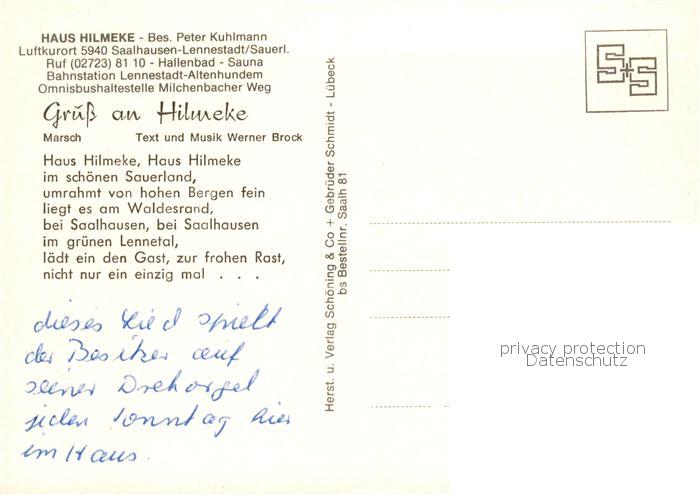 HAUS HILMEKE - Bes. Peter Kuhlmann
Luftkurort 5940 Saalhausen-Lennestadt/Sauerl.
Ruf (02723) 81 10 - Hallenbad - Sauna
Bahnstation Lennestadt-Altenhundem
Omnisbushaltestelle Milchenbacher Weg
Gruß an Hilmeke
Marsch Text und Musik Werner Brock
Haus Hilmeke, Haus Hilmeke
im schönen Sauerland,
umrahmt von hohen Bergen fein
liegt es am Waldesrand,
bei Saalhausen, bei Saalhausen
im grünen Lennetal,
lädt ein den Gast, zur frohen Rast,
nicht nur ein einzig mal . . .
dieses Lied spielt
der Besitzer auf
seiner Drehorgel
jeden Sonntag hier
im Haus.
Herst. u. Verlag Schöning & Co + Gebrüder Schmidt - Lübeck
bs Bestellnr. Saalh 81
S+S
privacy protection
Datenschutz